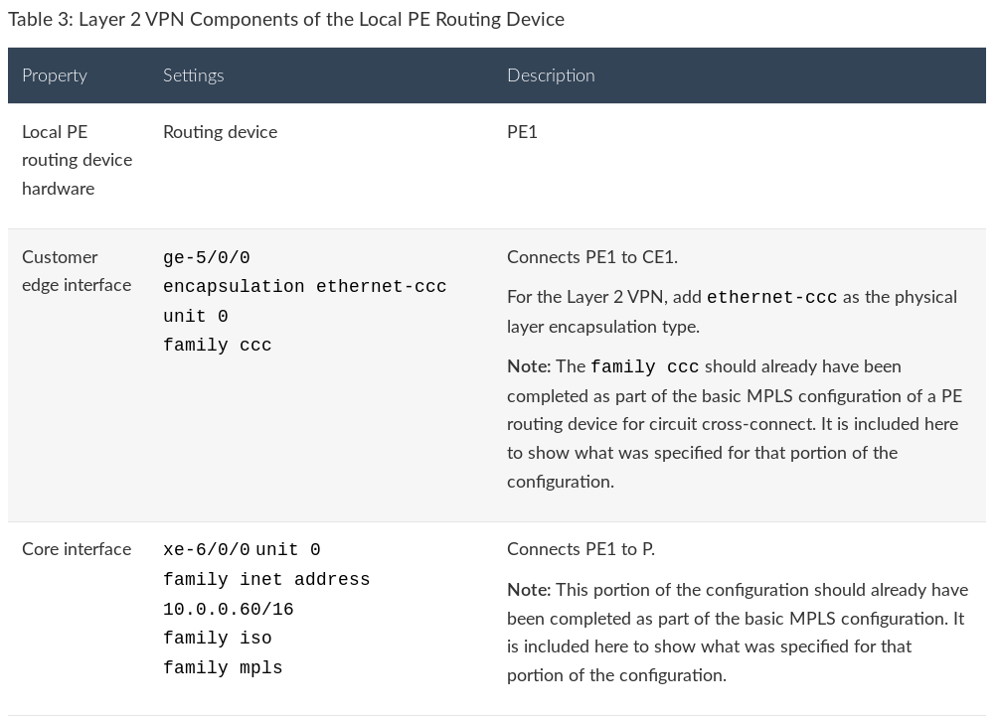 Table 3: Layer 2 VPN Components of the Local PE Routing Device
Property
Settings
Description
Local PE
routing device
hardware
Routing device
PE1
Customer
edge interface
ge-5/0/0
encapsulation ethernet-ccc
unit 0
family ccc
Connects PE1 to CE1.
For the Layer 2 VPN, add ethernet-ccc as the physical
layer encapsulation type.
Note: The family ccc should already have been
completed as part of the basic MPLS configuration of a PE
routing device for circuit cross-connect. It is included here
to show what was specified for that portion of the
configuration.
Core interface
xe-6/0/0 unit 0
family inet address
10.0.0.60/16
family iso
family mpls
Connects PE1 to P.
Note: This portion of the configuration should already have
been completed as part of the basic MPLS configuration. It
is included here to show what was specified for that
portion of the configuration.